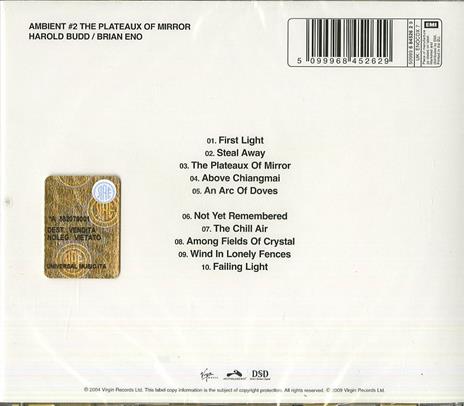 AMBIENT #2 THE PLATEAUX OF MIRROR
HAROLD BUDD / BRIAN ENO
5 099968 452629
EMI
01. First Light
02. Steal Away
03. The Plateaux Of Mirror
04. Above Chiangmai
05. An Arc Of Doves
06. Not Yet Remembered
07. The Chill Air
08. Among Fields Of Crystal
09. Wind In Lonely Fences
10. Failing Light
DEST. VENDITA
NOLEG. VIETATO
SIAE
Virgin
DSD
℗ 2004 Virgin Records Ltd. This label copy information is the subject of copyright protection. All rights reserved. © 2009 Virgin Records Ltd.